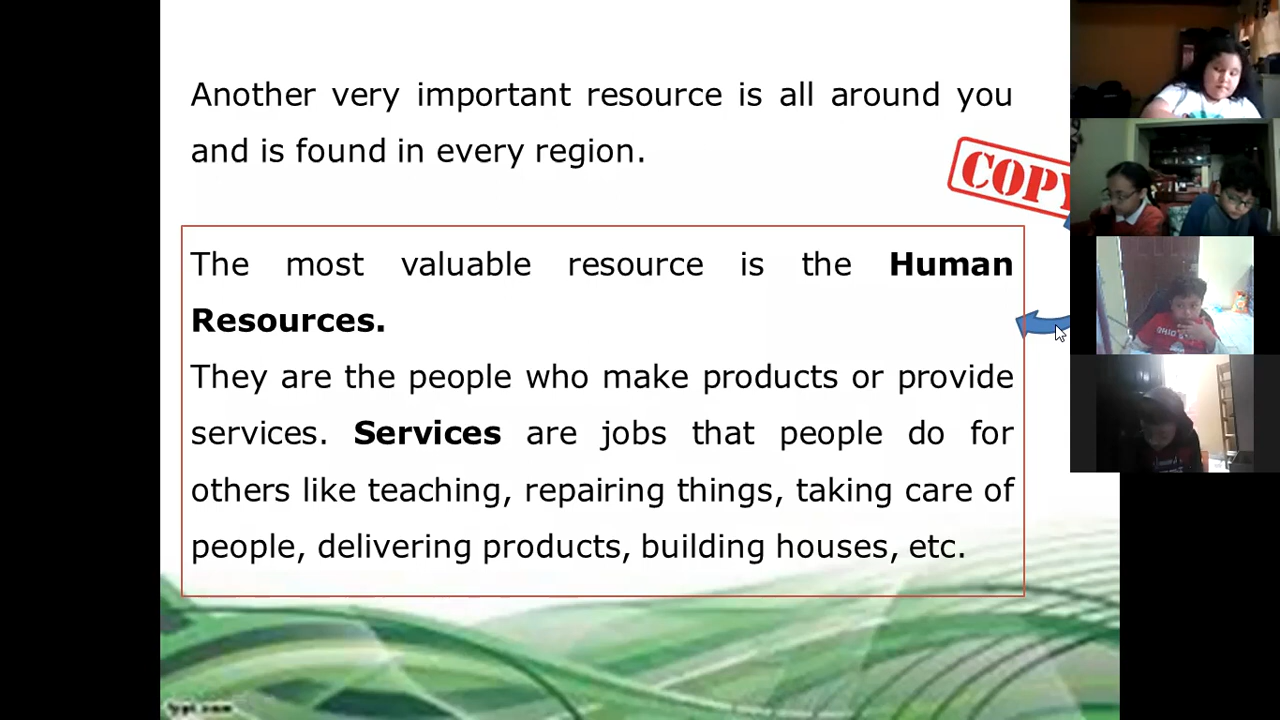 Another very important resource is all around you
and is found in every region.
COPY
The most valuable resource is the Human
Resources.
They are the people who make products or provide
services. Services are jobs that people do for
others like teaching, repairing things, taking care of
people, delivering products, building houses, etc.